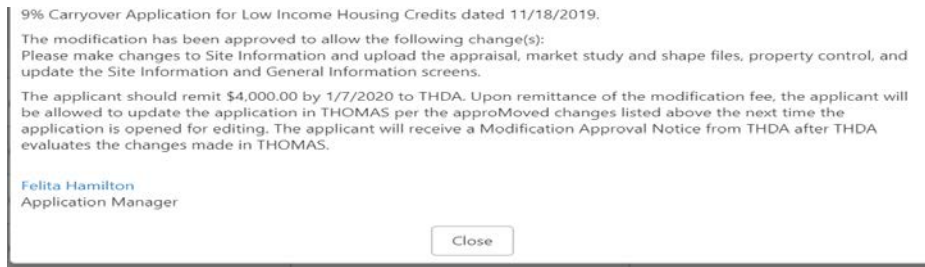 9% Carryover Application for Low Income Housing Credits dated 11/18/2019.
The modification has been approved to allow the following change(s):
Please make changes to Site Information and upload the appraisal, market study and shape files, property control, and
update the Site Information and General Information screens.
The applicant should remit $4,000.00 by 1/7/2020 to THDA. Upon remittance of the modification fee, the applicant will
be allowed to update the application in THOMAS per the approMoved changes listed above the next time the
application is opened for editing. The applicant will receive a Modification Approval Notice from THDA after THDA
evaluates the changes made in THOMAS.
Felita Hamilton
Application Manager
Close